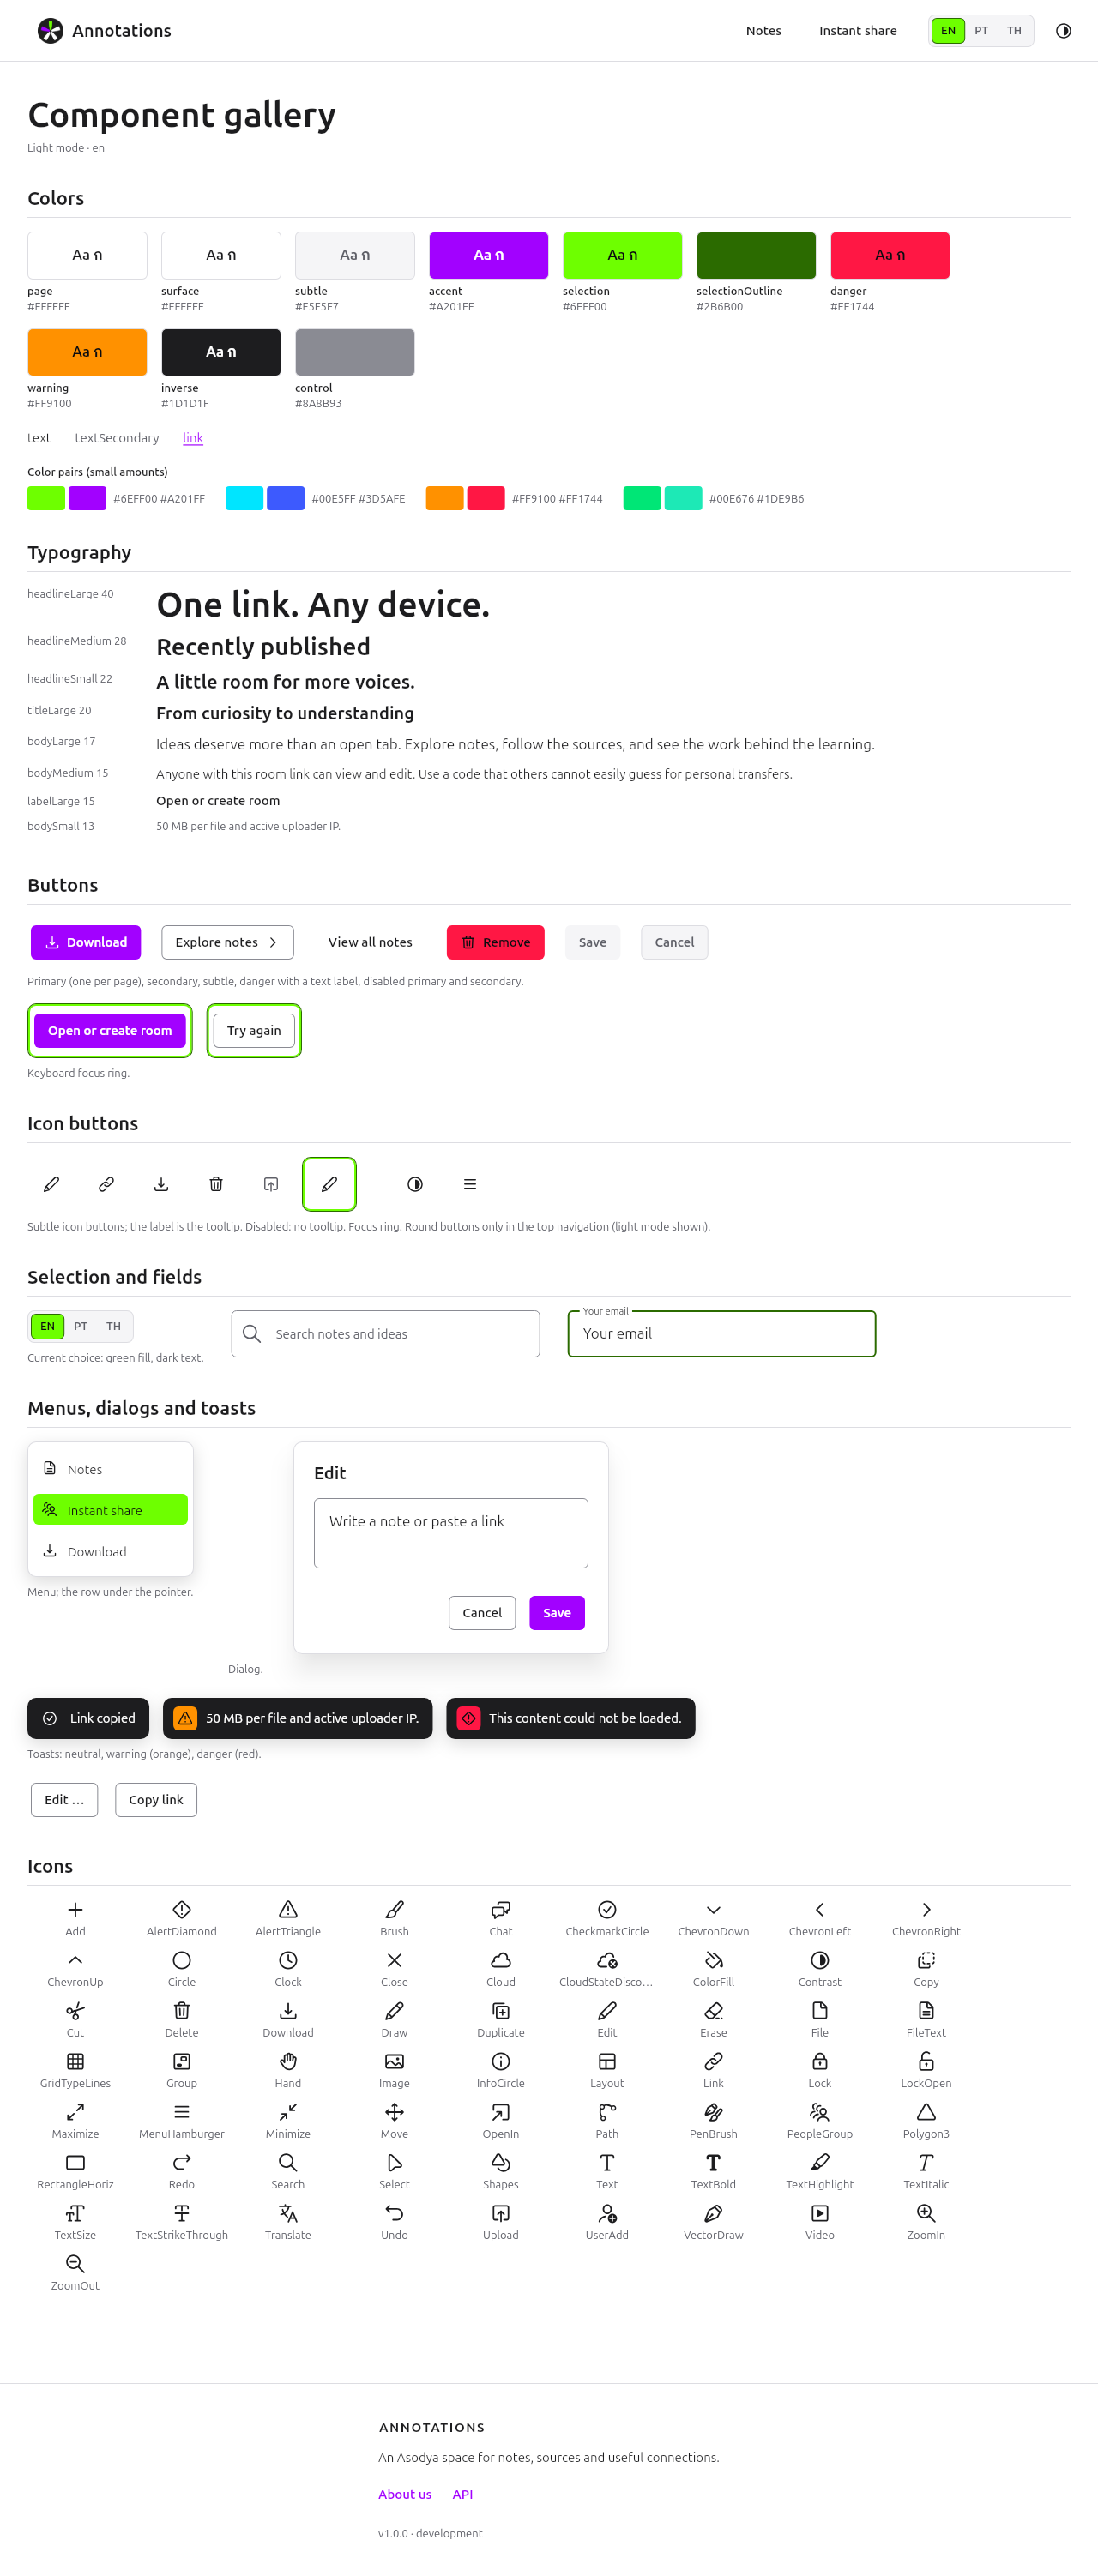 Annotations
Notes Instant share EN PT TH
Component gallery
Light mode · en
Colors
Aa ก Aa ก Aa ก Aa ก Aa ก Aa ก
page surface subtle accent selection selectionOutline danger
#FFFFFF #FFFFFF #F5F5F7 #A201FF #6EFF00 #2B6B00 #FF1744
Aa ก Aa ก
warning inverse control
#FF9100 #1D1D1F #8A8B93
text textSecondary link
Color pairs (small amounts)
#6EFF00 #A201FF #00E5FF #3D5AFE #FF9100 #FF1744 #00E676 #1DE9B6
Typography
headlineLarge 40 One link. Any device.
headlineMedium 28 Recently published
headlineSmall 22 A little room for more voices.
titleLarge 20 From curiosity to understanding
bodyLarge 17 Ideas deserve more than an open tab. Explore notes, follow the sources, and see the work behind the learning.
bodyMedium 15 Anyone with this room link can view and edit. Use a code that others cannot easily guess for personal transfers.
labelLarge 15 Open or create room
bodySmall 13 50 MB per file and active uploader IP.
Buttons
Download Explore notes View all notes Remove Save Cancel
Primary (one per page), secondary, subtle, danger with a text label, disabled primary and secondary.
Open or create room Try again
Keyboard focus ring.
Icon buttons
Subtle icon buttons; the label is the tooltip. Disabled: no tooltip. Focus ring. Round buttons only in the top navigation (light mode shown).
Selection and fields
Your email
EN PT TH Search notes and ideas Your email
Current choice: green fill, dark text.
Menus, dialogs and toasts
Notes
Instant share
Download
Menu; the row under the pointer.
Edit
Write a note or paste a link
Cancel Save
Dialog.
Link copied 50 MB per file and active uploader IP. This content could not be loaded.
Toasts: neutral, warning (orange), danger (red).
Edit ... Copy link
Icons
Add AlertDiamond AlertTriangle Brush Chat CheckmarkCircle ChevronDown ChevronLeft ChevronRight
ChevronUp Circle Clock Close Cloud CloudStateDisco... ColorFill Contrast Copy
Cut Delete Download Draw Duplicate Edit Erase File FileText
GridTypeLines Group Hand Image InfoCircle Layout Link Lock LockOpen
Maximize MenuHamburger Minimize Move OpenIn Path PenBrush PeopleGroup Polygon3
RectangleHoriz Redo Search Select Shapes Text TextBold TextHighlight TextItalic
TextSize TextStrikeThrough Translate Undo Upload UserAdd VectorDraw Video ZoomIn
ZoomOut
ANNOTATIONS
An Asodya space for notes, sources and useful connections.
About us API
v1.0.0 · development